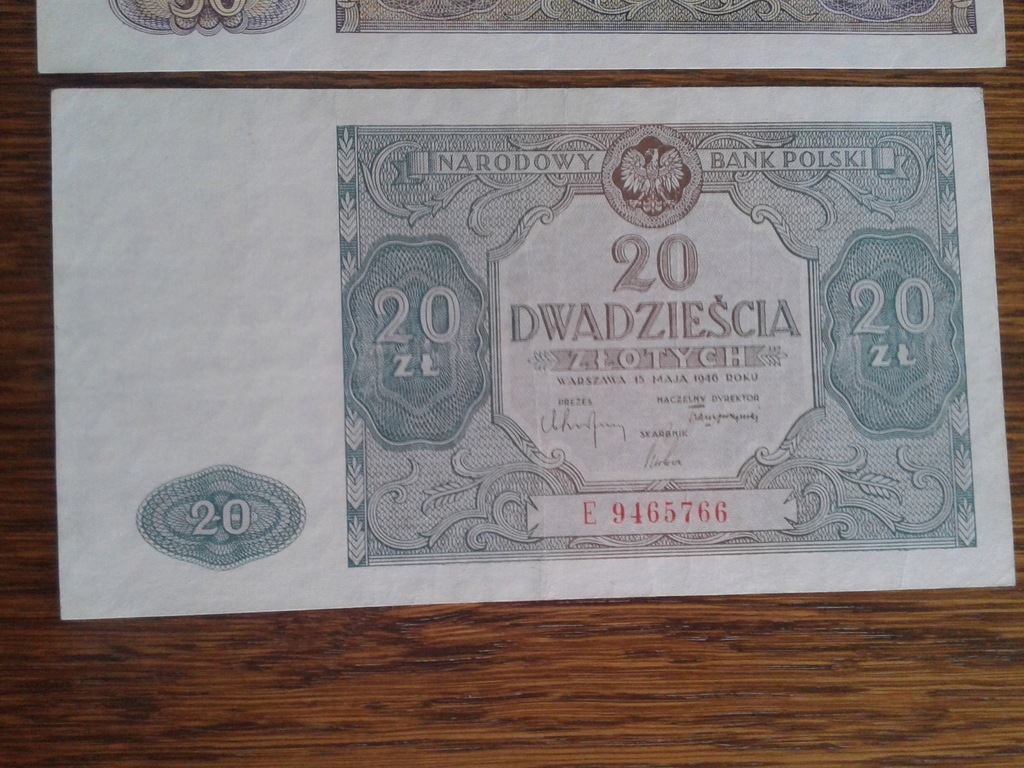 50
NARODOWY BANK POLSKI
20
DWADZIEŚCIA
ZŁOTYCH
WARSZAWA 15 MAJA 1946 ROKU
PREZES NACZELNY DYREKTOR
SKARBNIK
20
ZŁ
20
ZŁ
E 9465766
20